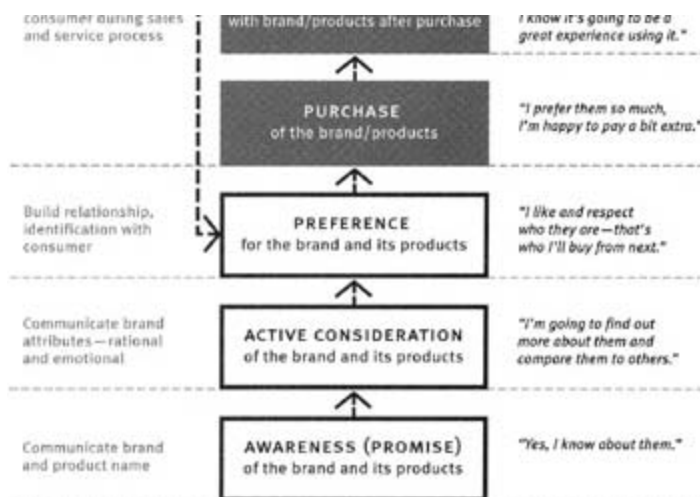 consumer during sales
and service process
with brand/products after purchase
I know it's going to be a
great experience using it."
PURCHASE
of the brand/products
"I prefer them so much,
I'm happy to pay a bit extra."
Build relationship,
identification with
consumer
PREFERENCE
for the brand and its products
"I like and respect
who they are—that's
who I'll buy from next."
Communicate brand
attributes—rational
and emotional
ACTIVE CONSIDERATION
of the brand and its products
"I'm going to find out
more about them and
compare them to others."
Communicate brand
and product name
AWARENESS (PROMISE)
of the brand and its products
"Yes, I know about them."